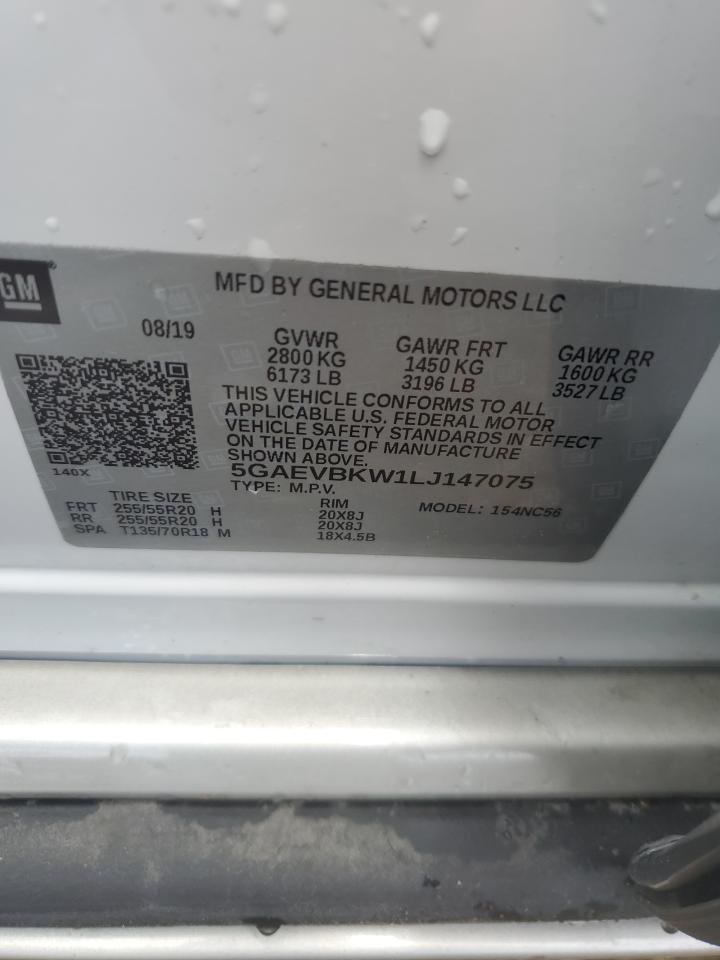 GM
MFD BY GENERAL MOTORS LLC
08/19
GVWR GAWR FRT GAWR RR
2800 KG 1450 KG 1600 KG
6173 LB 3196 LB 3527 LB
THIS VEHICLE CONFORMS TO ALL
APPLICABLE U.S. FEDERAL MOTOR
VEHICLE SAFETY STANDARDS IN EFFECT
ON THE DATE OF MANUFACTURE
SHOWN ABOVE.
140X
5GAEVBKW1LJ147075
TYPE: M.P.V.
TIRE SIZE RIM MODEL: 154NC56
FRT 255/55R20 H 20X8J
RR 255/55R20 H 20X8J
SPA T135/70R18 M 18X4.5B